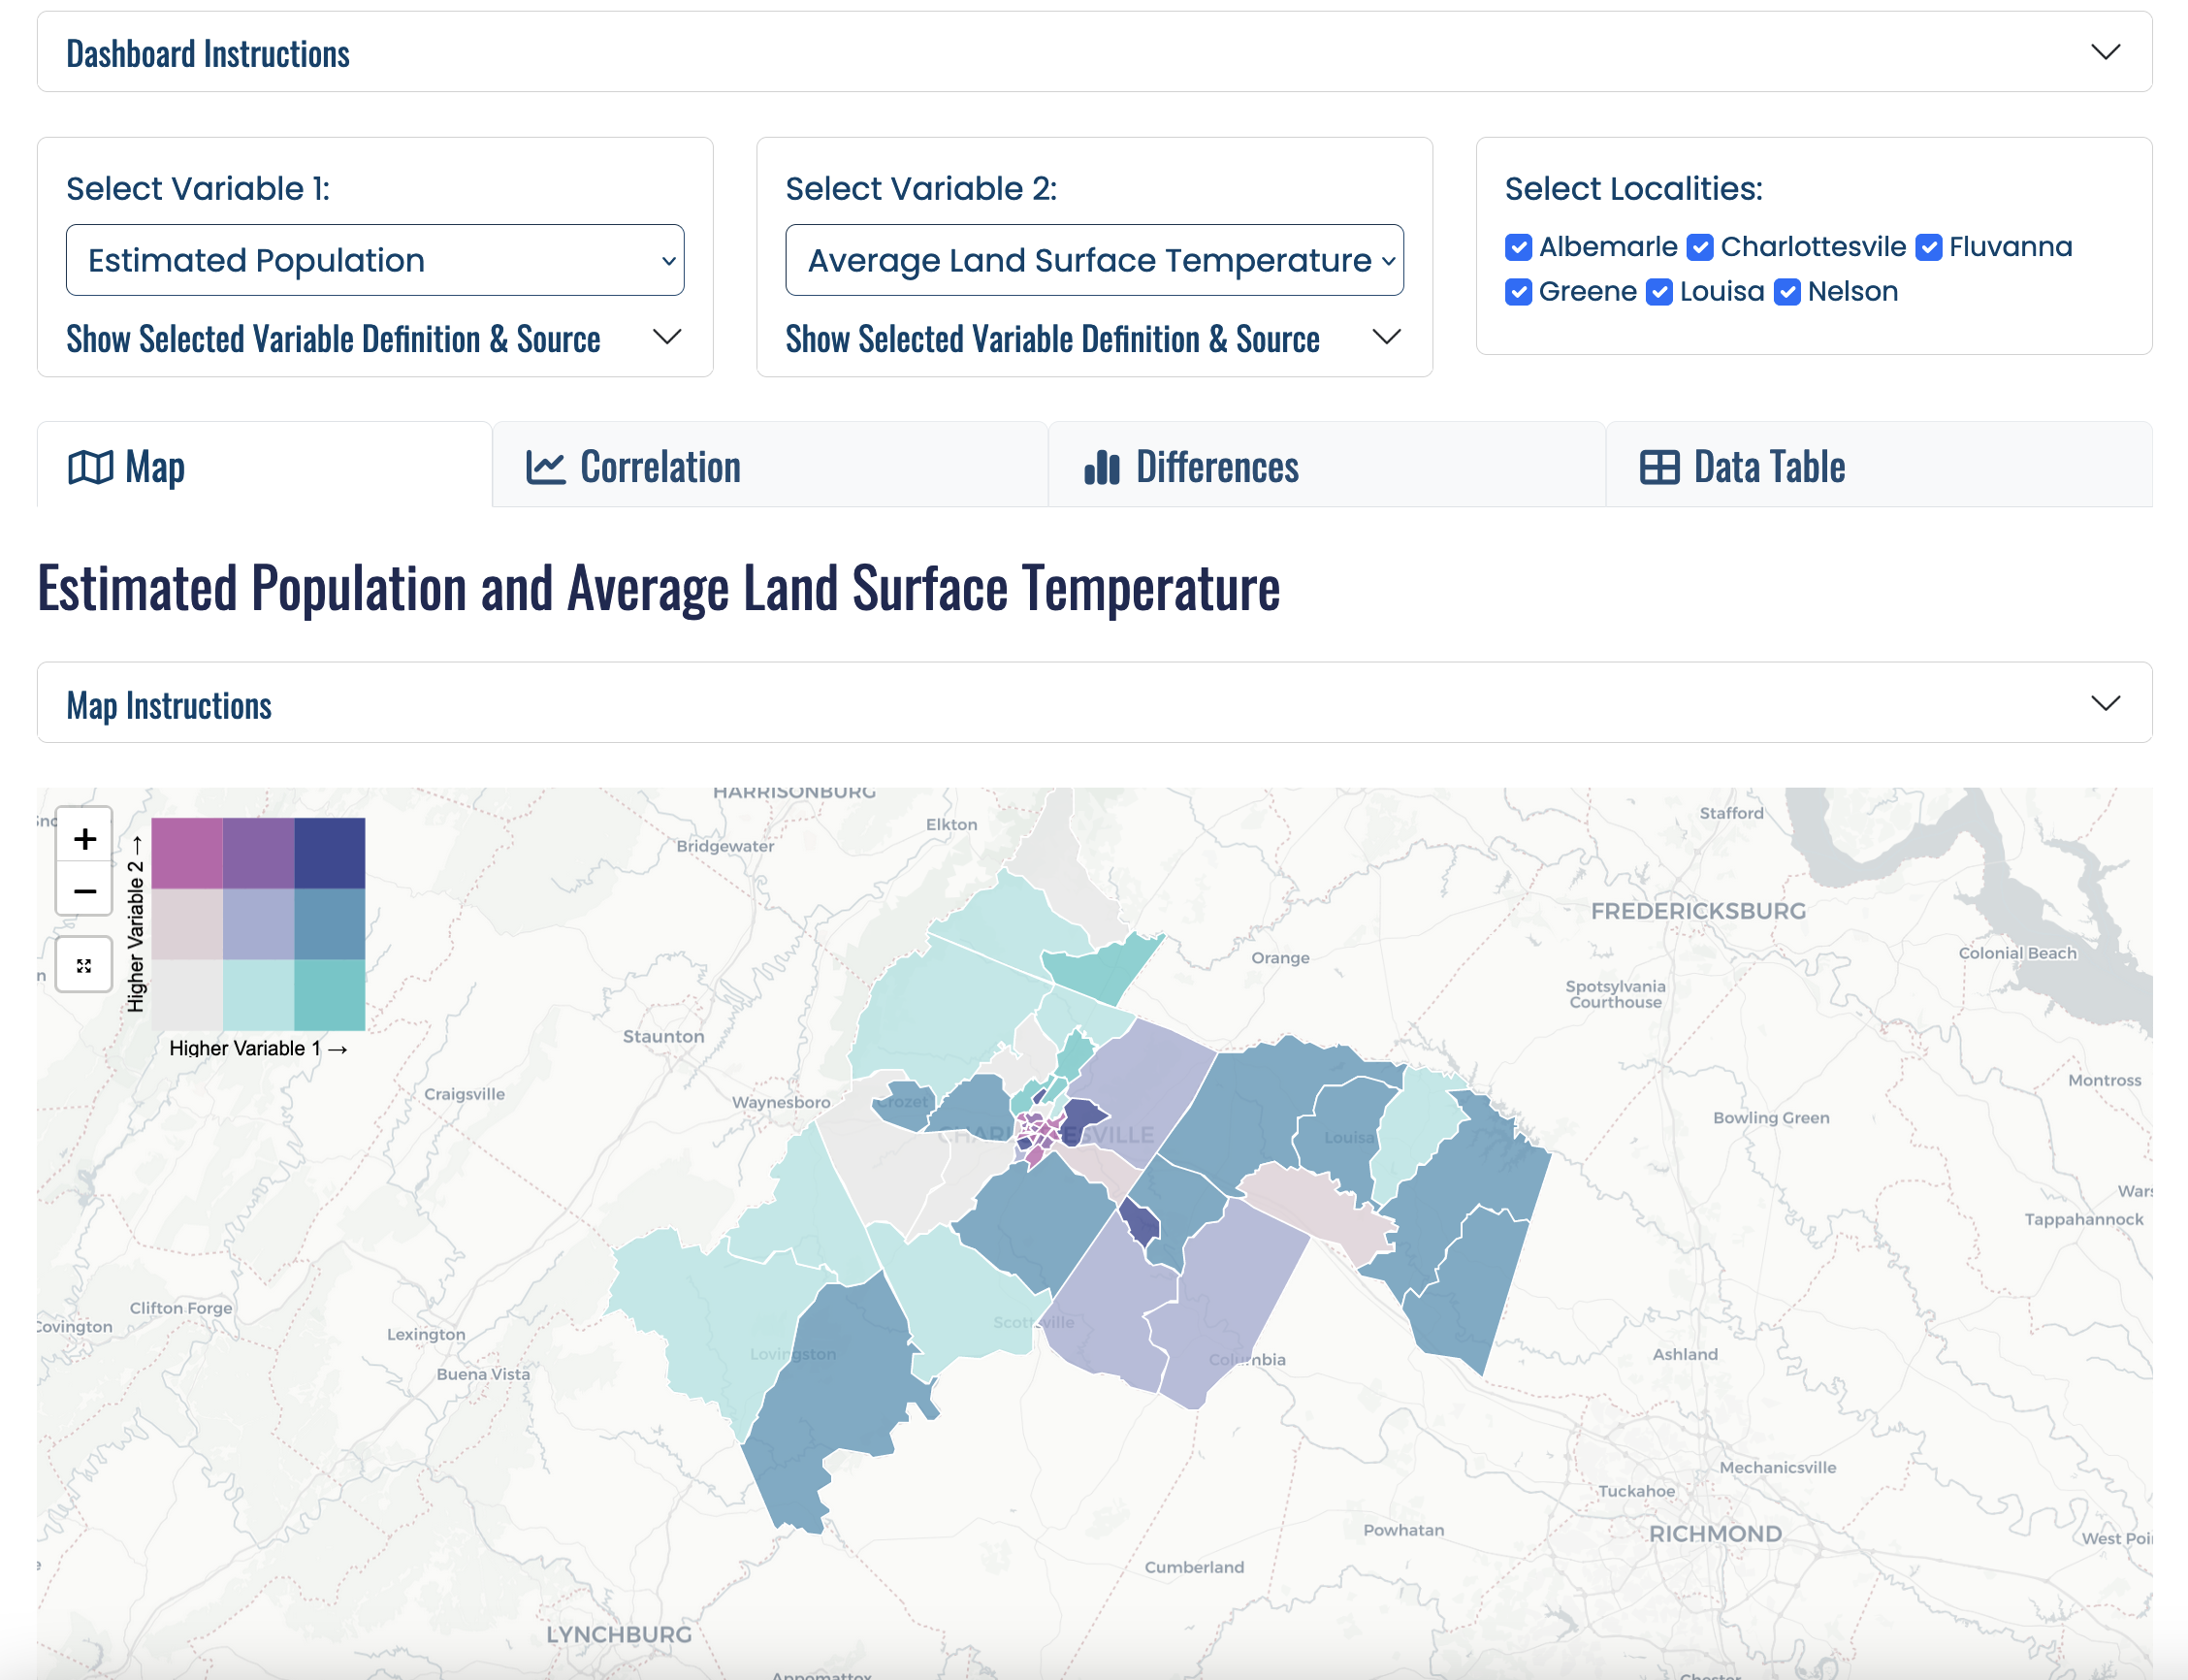 Dashboard Instructions
Select Variable 1:
Estimated Population
Show Selected Variable Definition & Source
Select Variable 2:
Average Land Surface Temperature
Show Selected Variable Definition & Source
Select Localities:
Albemarle Charlottesvile Fluvanna
Greene Louisa Nelson
Map
Correlation
Differences
Data Table
Estimated Population and Average Land Surface Temperature
Map Instructions
+
−
Higher Variable 2 →
Higher Variable 1 →
HARRISONBURG
Elkton
Bridgewater
Stafford
FREDERICKSBURG
Colonial Beach
Orange
Spotsylvania
Courthouse
Staunton
Montross
Craigsville
Waynesboro
Crozet
Bowling Green
Louisa
Tappahannock
Clifton Forge
Covington
Lexington
Scottsville
Lovingston
Columbia
Ashland
Buena Vista
Mechanicsville
Tuckahoe
Powhatan
RICHMOND
Cumberland
LYNCHBURG
Appomattox
Chester